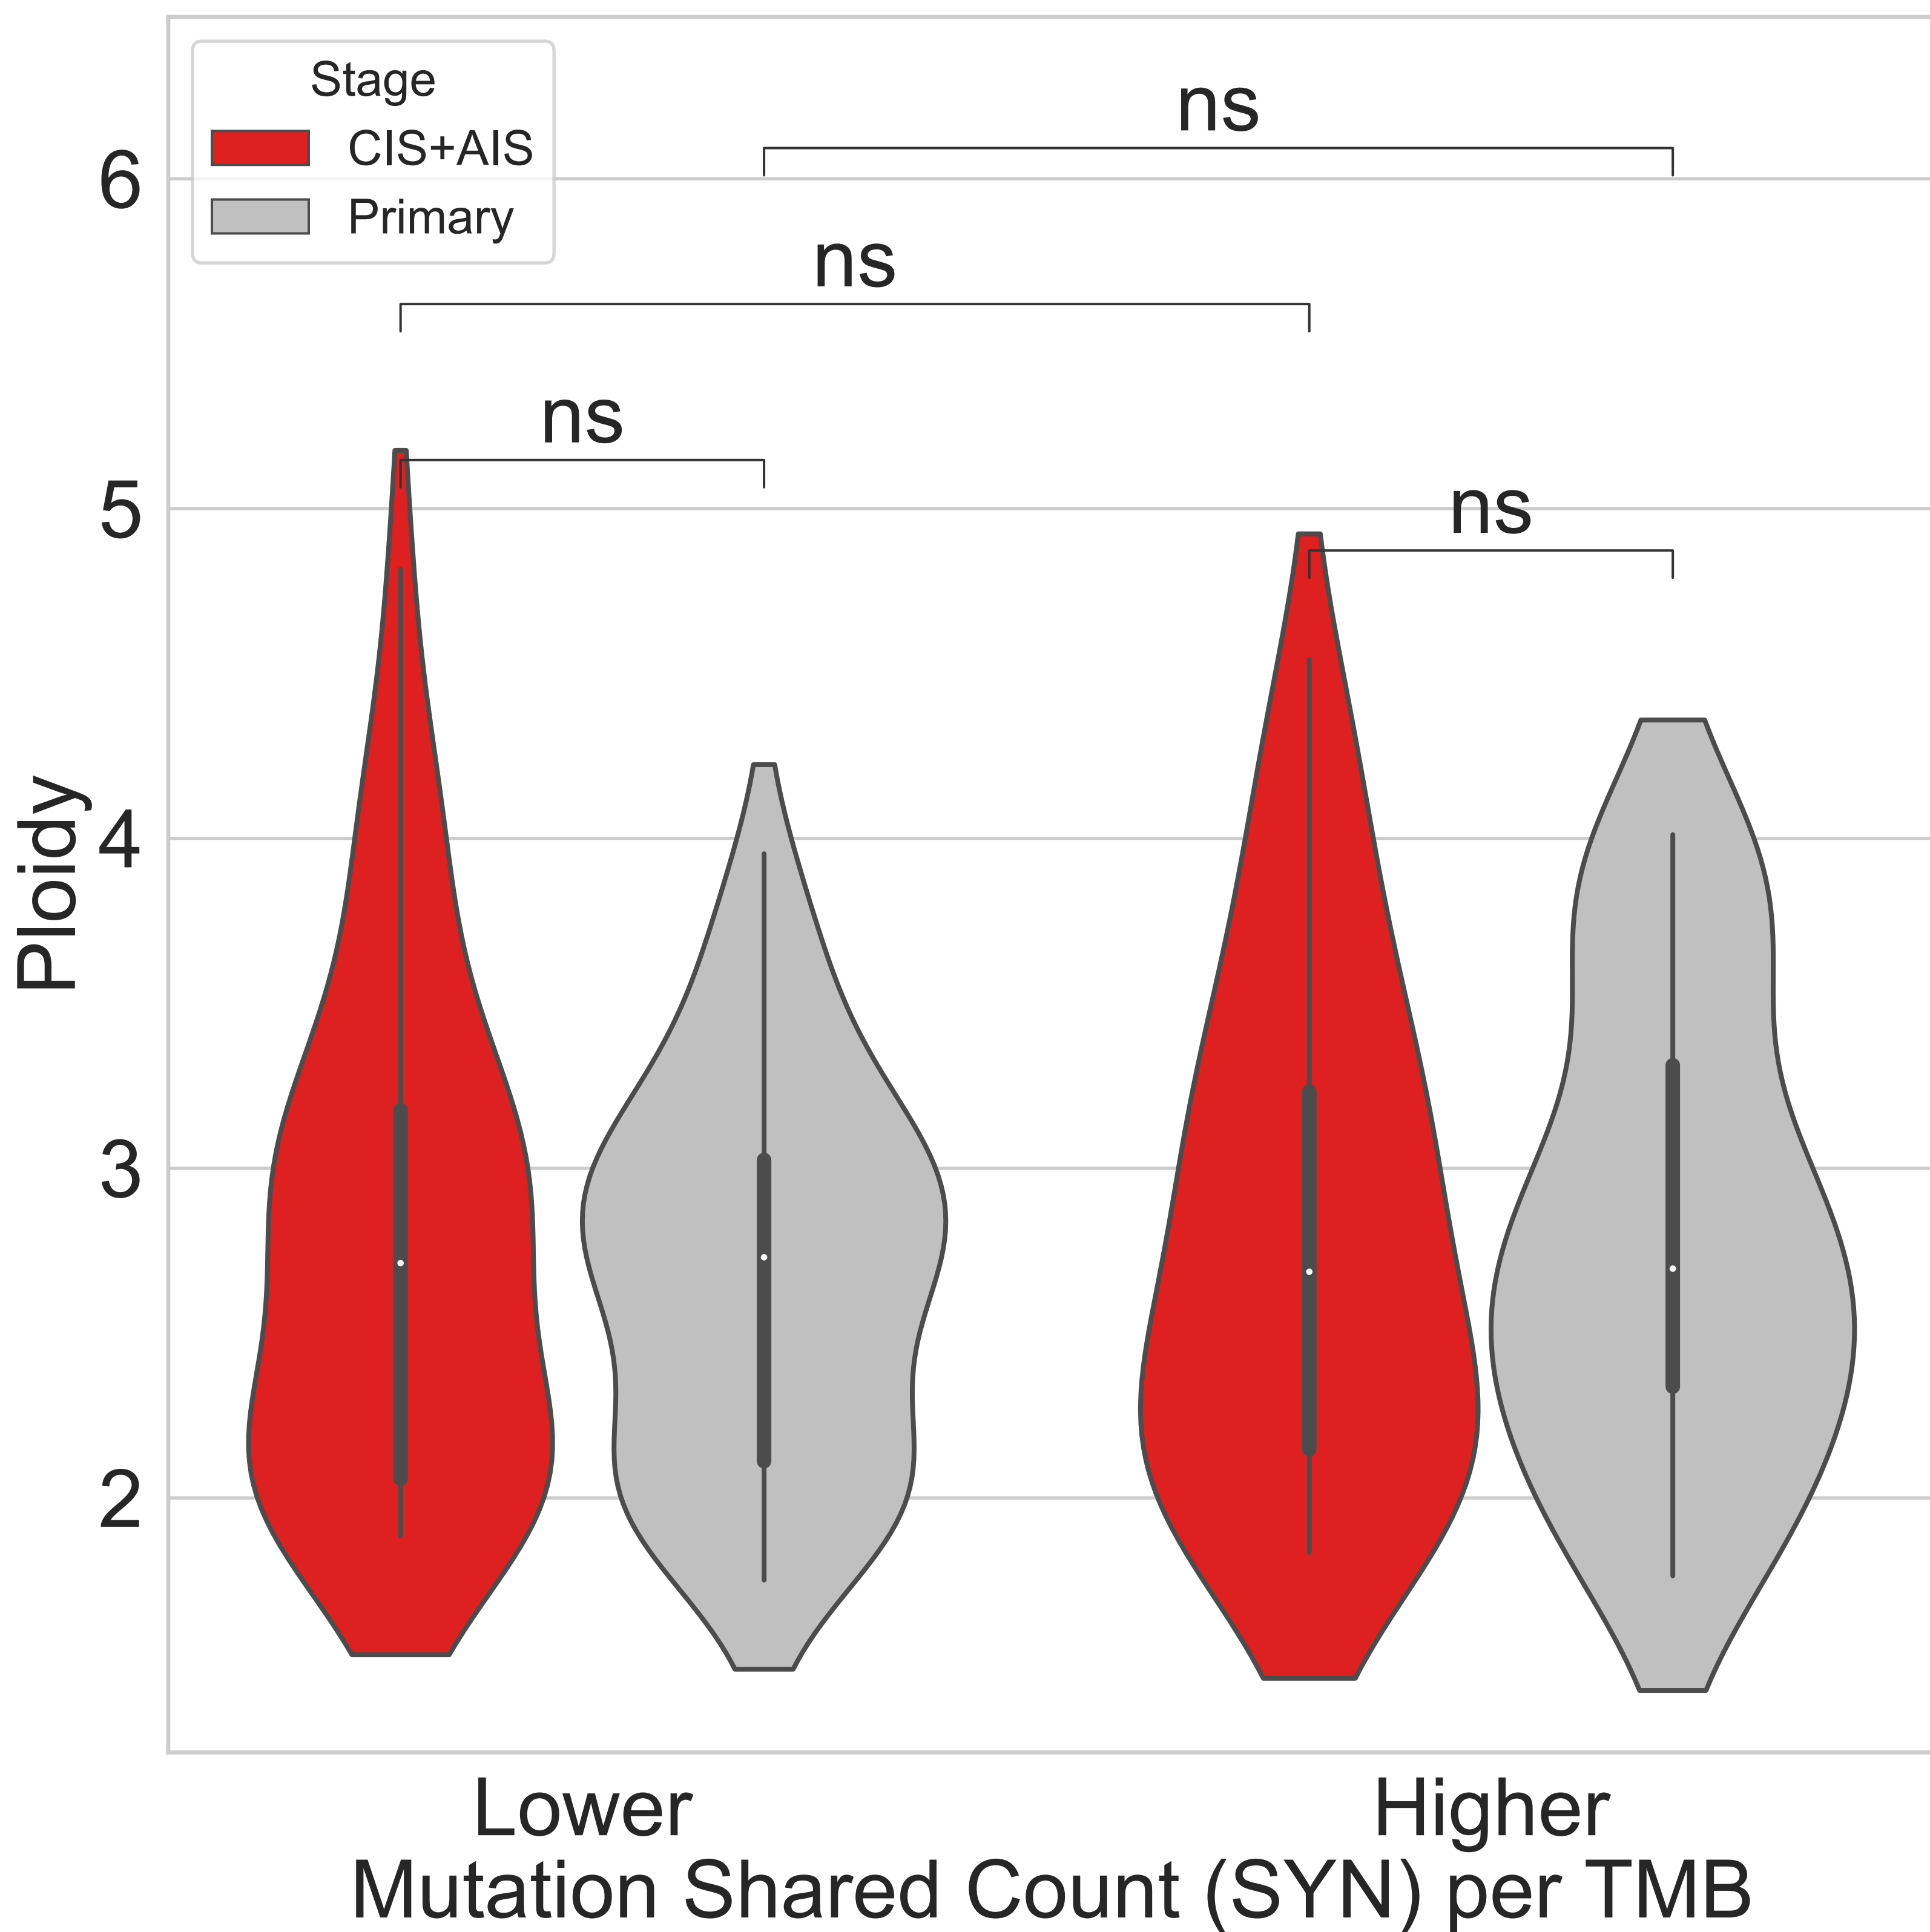 Stage
CIS+AIS
Primary
ns
ns
ns
ns
6
5
4
3
2
Ploidy
Lower
Higher
Mutation Shared Count (SYN) per TMB